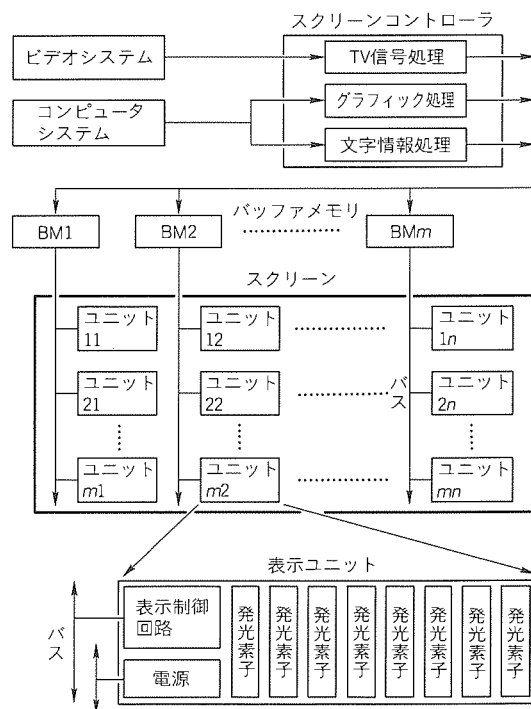 スクリーンコントローラ
ビデオシステム
TV信号処理
コンピュータ
システム
グラフィック処理
文字情報処理
バッファメモリ
BM1
BM2
BMm
スクリーン
ユニット
11
ユニット
12
ユニット
1n
ユニット
21
ユニット
22
バス
ユニット
2n
ユニット
m1
ユニット
m2
ユニット
mn
表示ユニット
バス
表示制御
回路
電源
発光素子
発光素子
発光素子
発光素子
発光素子
発光素子
発光素子
発光素子